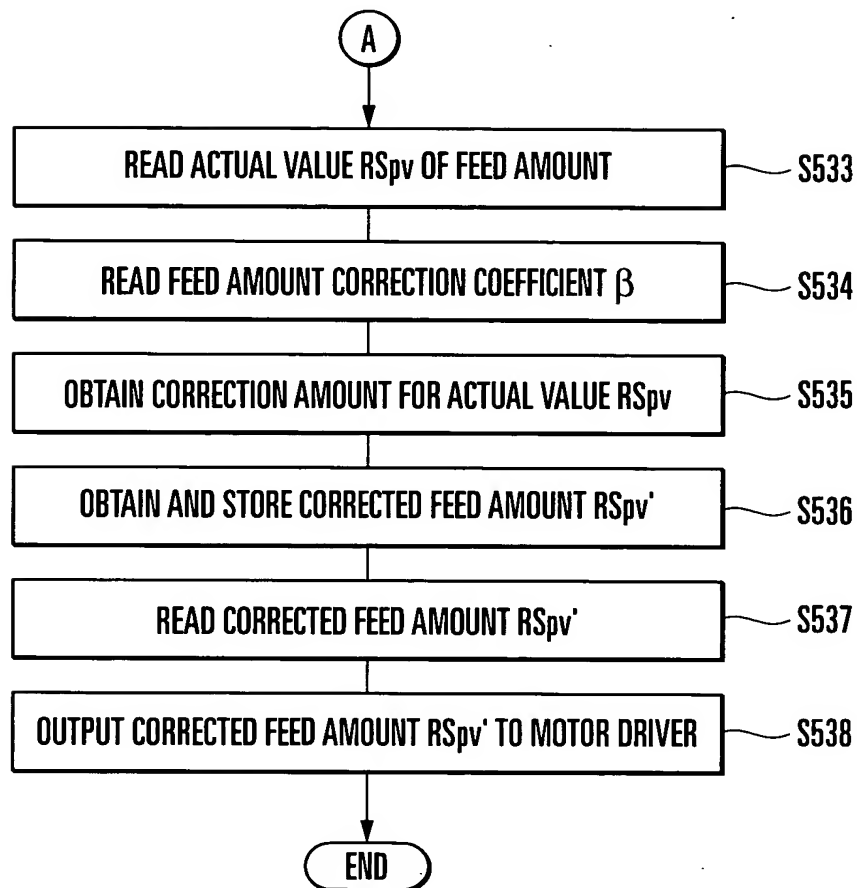 A
READ ACTUAL VALUE RSpv OF FEED AMOUNT
S533
READ FEED AMOUNT CORRECTION COEFFICIENT β
S534
OBTAIN CORRECTION AMOUNT FOR ACTUAL VALUE RSpv
S535
OBTAIN AND STORE CORRECTED FEED AMOUNT RSpv'
S536
READ CORRECTED FEED AMOUNT RSpv'
S537
OUTPUT CORRECTED FEED AMOUNT RSpv' TO MOTOR DRIVER
S538
END